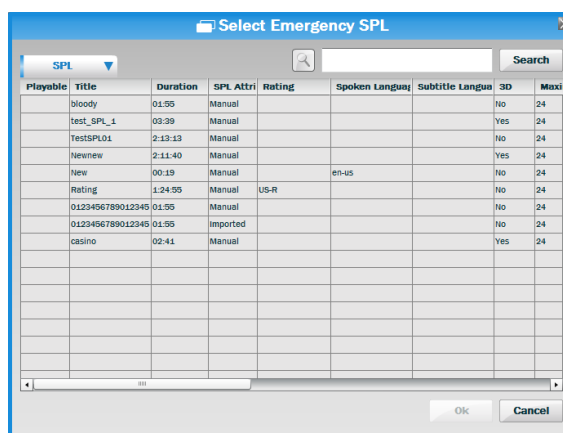 Select Emergency SPL
SPL Search
Playable Title Duration SPL Attri Rating Spoken Languag Subtitle Langua 3D Maxi
bloody 01:55 Manual No 24
test_SPL_1 03:39 Manual Yes 24
TestSPL01 2:13:13 Manual No 24
Newnew 2:11:40 Manual Yes 24
New 00:19 Manual en-us No 24
Rating 1:24:55 Manual US-R No 24
0123456789012345 01:55 Manual No 24
0123456789012345 01:55 Imported No 24
casino 02:41 Manual Yes 24
Ok Cancel